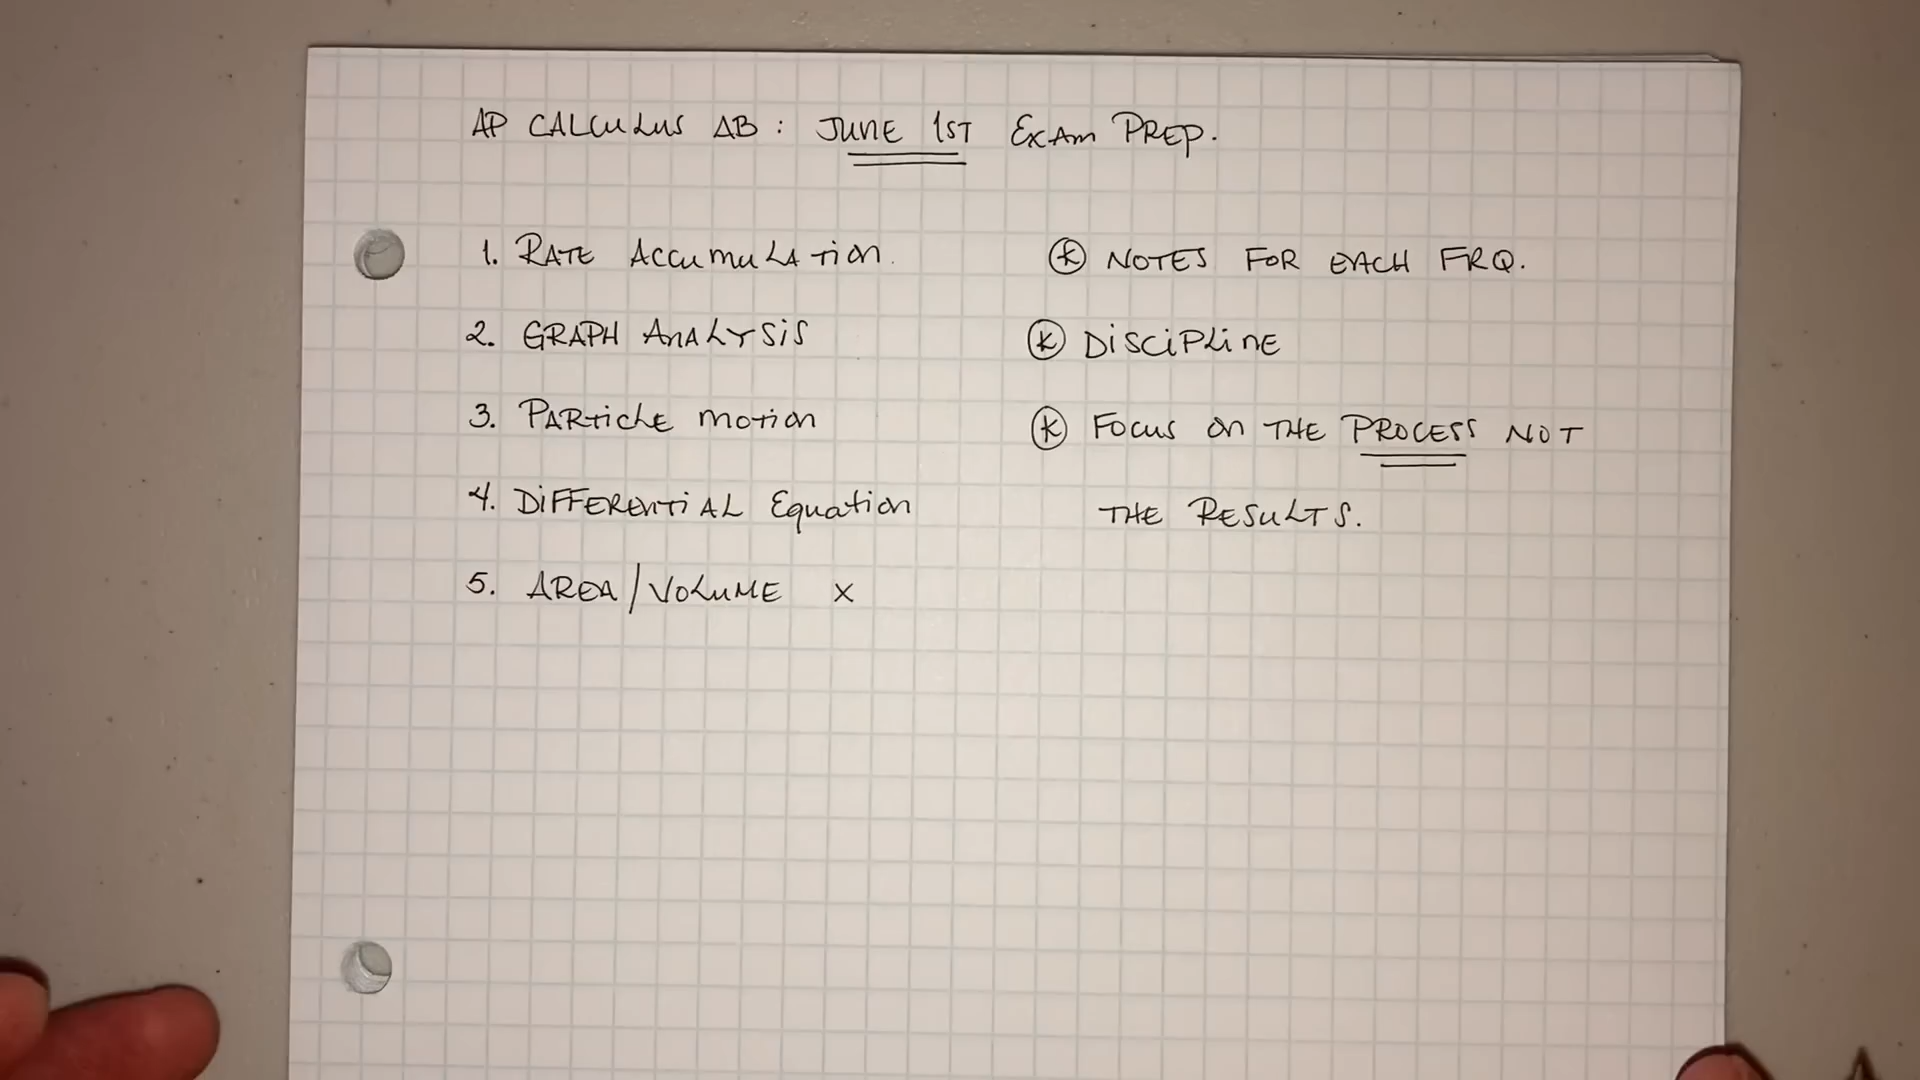 AP CALCULUS AB: JUNE 1ST EXAM PREP.
1. RATE ACCUMULATION.
2. GRAPH ANALYSIS
3. PARTICLE MOTION
4. DIFFERENTIAL Equation
5. AREA/VOLUME X
Ⓚ NOTES FOR EACH FRQ.
Ⓚ DISCIPLINE
Ⓚ FOCUS ON THE PROCESS NOT
THE RESULTS.